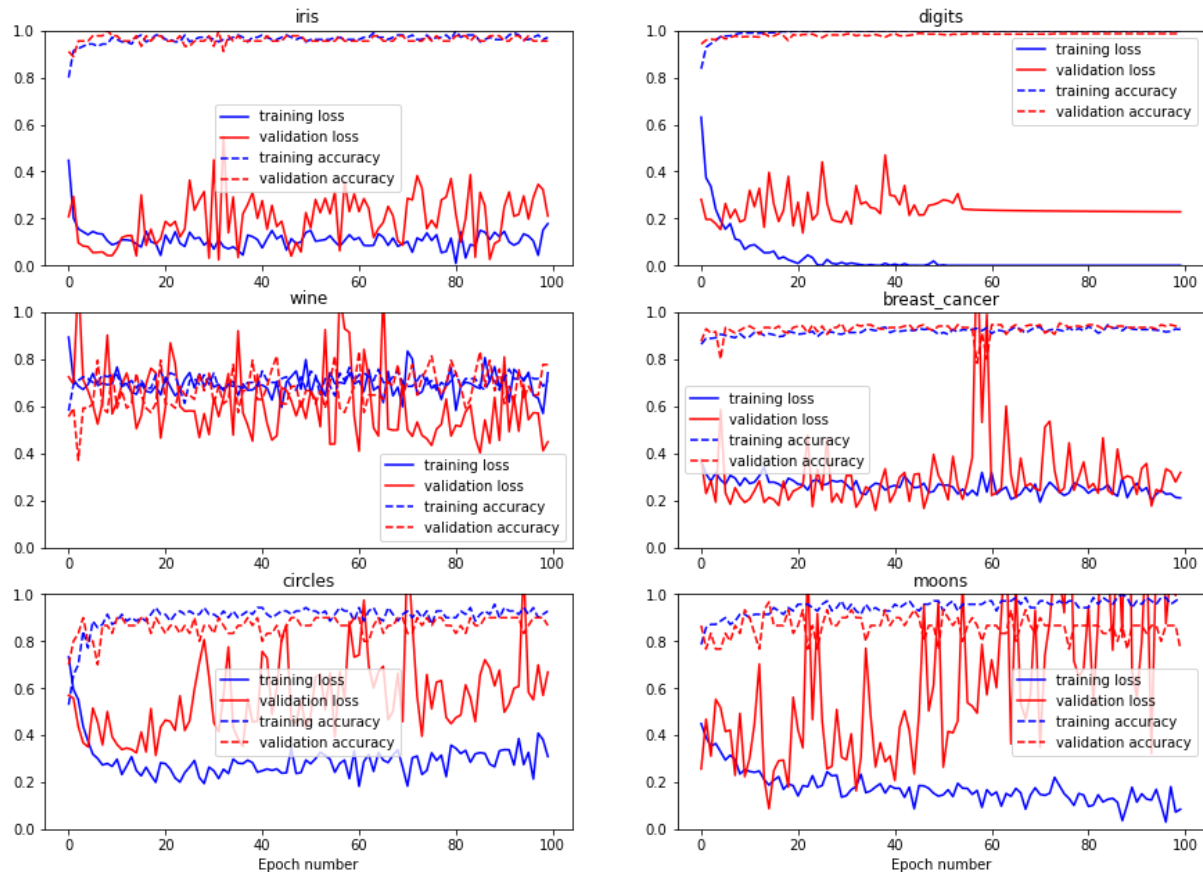 iris
1.0
0.8
0.6
0.4
0.2
0.0
training loss
validation loss
training accuracy
validation accuracy
0 20 40 60 80 100
digits
1.0
0.8
0.6
0.4
0.2
0.0
training loss
validation loss
training accuracy
validation accuracy
0 20 40 60 80 100
wine
1.0
0.8
0.6
0.4
0.2
0.0
training loss
validation loss
training accuracy
validation accuracy
0 20 40 60 80 100
breast_cancer
1.0
0.8
0.6
0.4
0.2
0.0
training loss
validation loss
training accuracy
validation accuracy
0 20 40 60 80 100
circles
1.0
0.8
0.6
0.4
0.2
0.0
training loss
validation loss
training accuracy
validation accuracy
0 20 40 60 80 100
Epoch number
moons
1.0
0.8
0.6
0.4
0.2
0.0
training loss
validation loss
training accuracy
validation accuracy
0 20 40 60 80 100
Epoch number